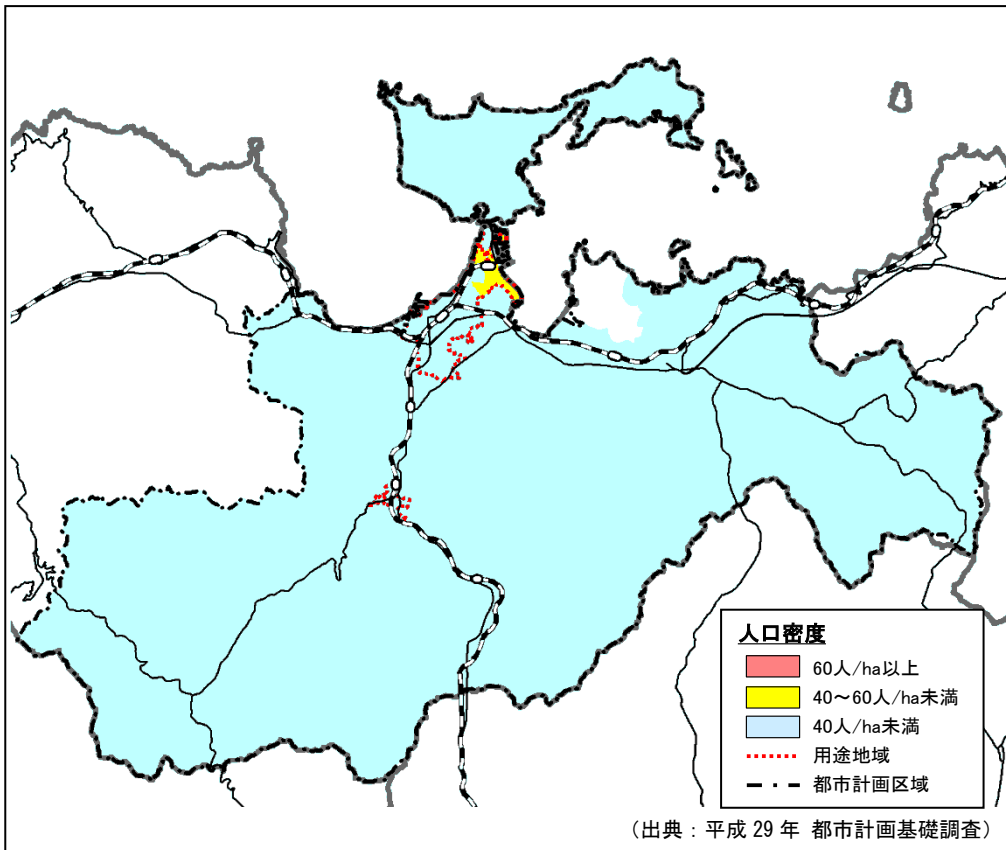 人口密度
60人/ha以上
40～60人/ha未満
40人/ha未満
用途地域
都市計画区域
（出典：平成 29 年 都市計画基礎調査）